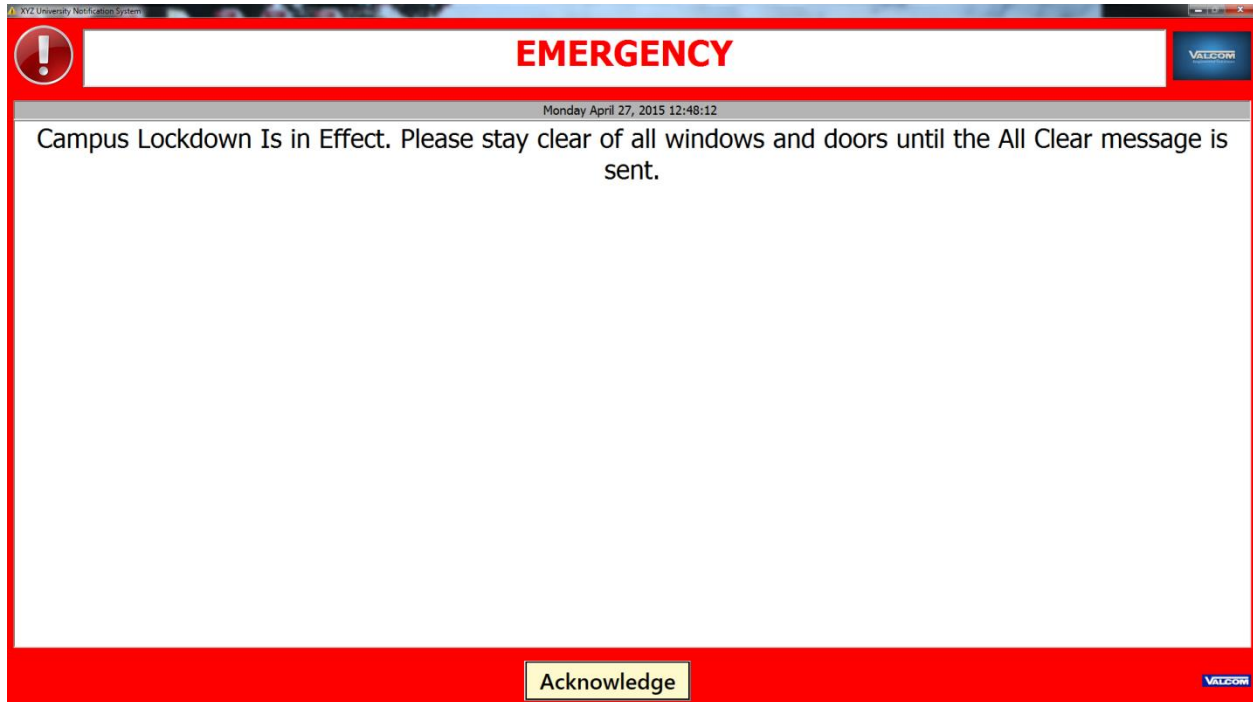 XYZ University Notification System
EMERGENCY
VALCOM
Monday April 27, 2015 12:48:12
Campus Lockdown Is in Effect. Please stay clear of all windows and doors until the All Clear message is
sent.
Acknowledge
VALCOM